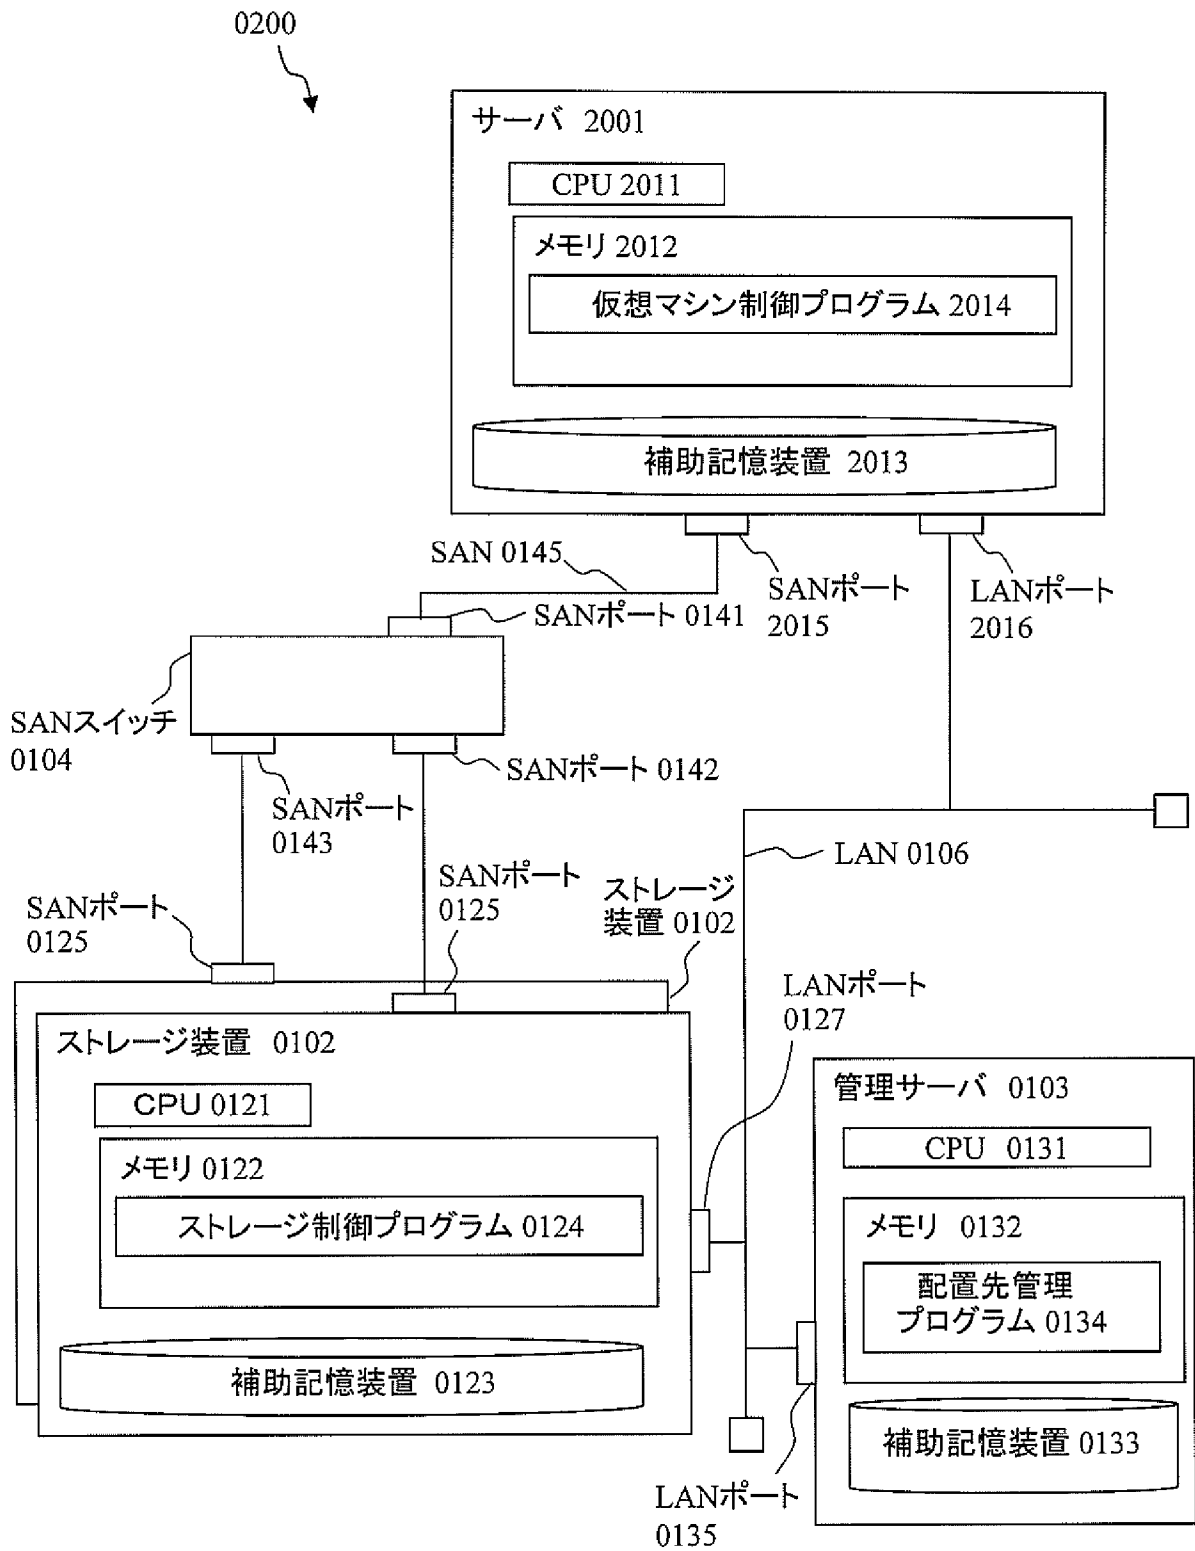 0200
サーバ 2001
CPU 2011
メモリ 2012
仮想マシン制御プログラム 2014
補助記憶装置 2013
SAN 0145
SANポート
2015
LANポート
2016
SANポート 0141
SANスイッチ
0104
SANポート 0142
SANポート
0143
LAN 0106
SANポート
0125
SANポート
0125
ストレージ
装置 0102
LANポート
0127
ストレージ装置 0102
CPU 0121
メモリ 0122
ストレージ制御プログラム 0124
補助記憶装置 0123
管理サーバ 0103
CPU 0131
メモリ 0132
配置先管理
プログラム 0134
補助記憶装置 0133
LANポート
0135